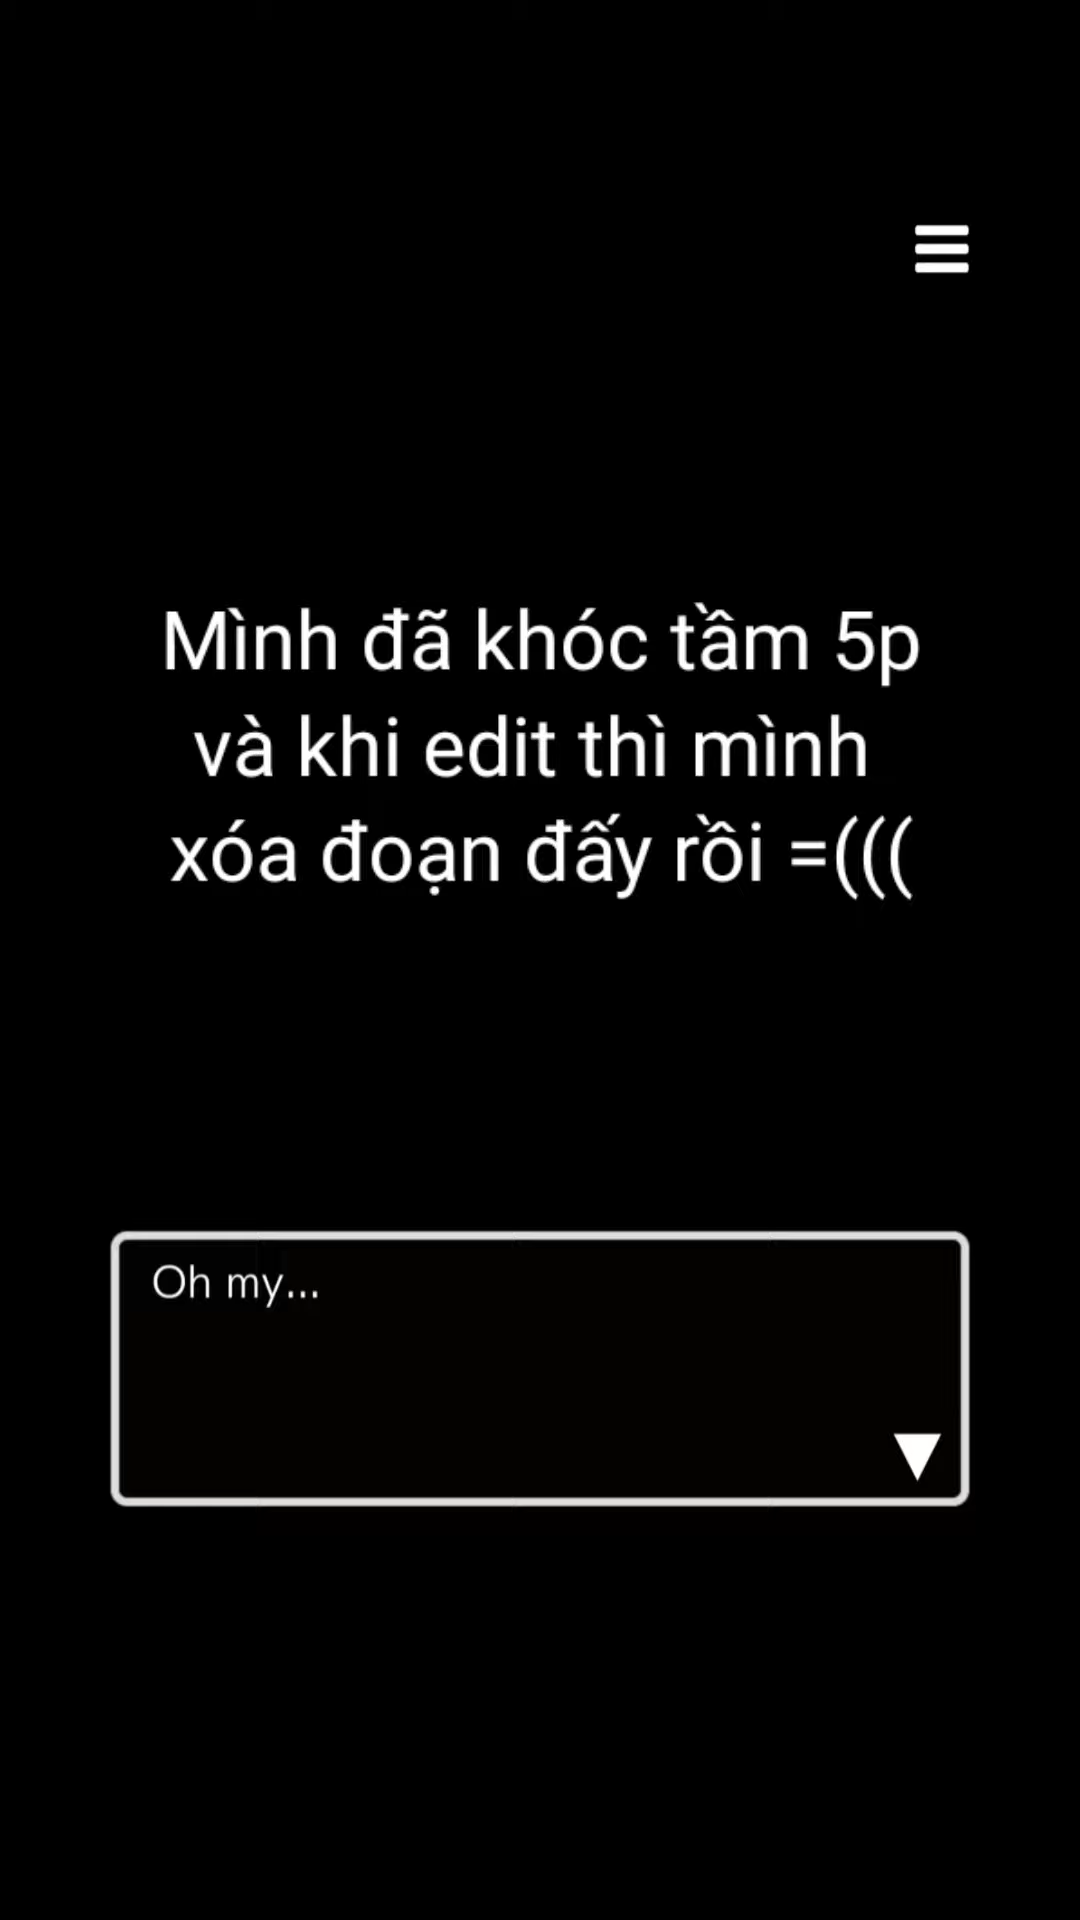 Mình đã khóc tầm 5p
và khi edit thì mình
xóa đoạn đấy rồi =(((
Oh my...